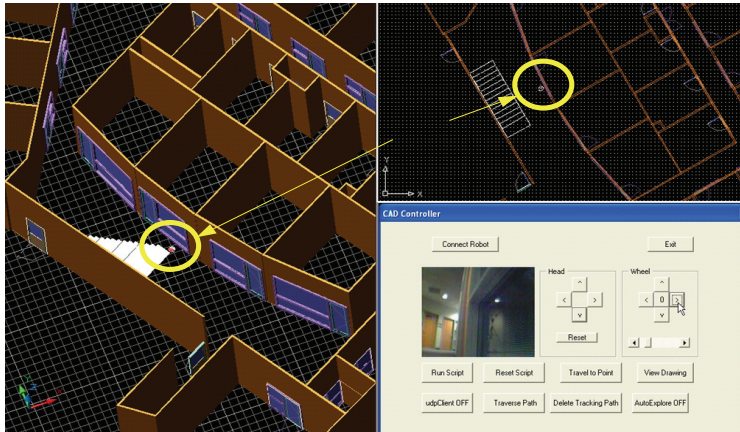 Y
X
CAD Controller
Connect Robot
Exit
Head
Wheel
^
^
<
>
<
0
>
v
v
Reset
Run Script
Reset Script
Travel to Point
View Drawing
udpClient OFF
Traverse Path
Delete Tracking Path
AutoExplore OFF